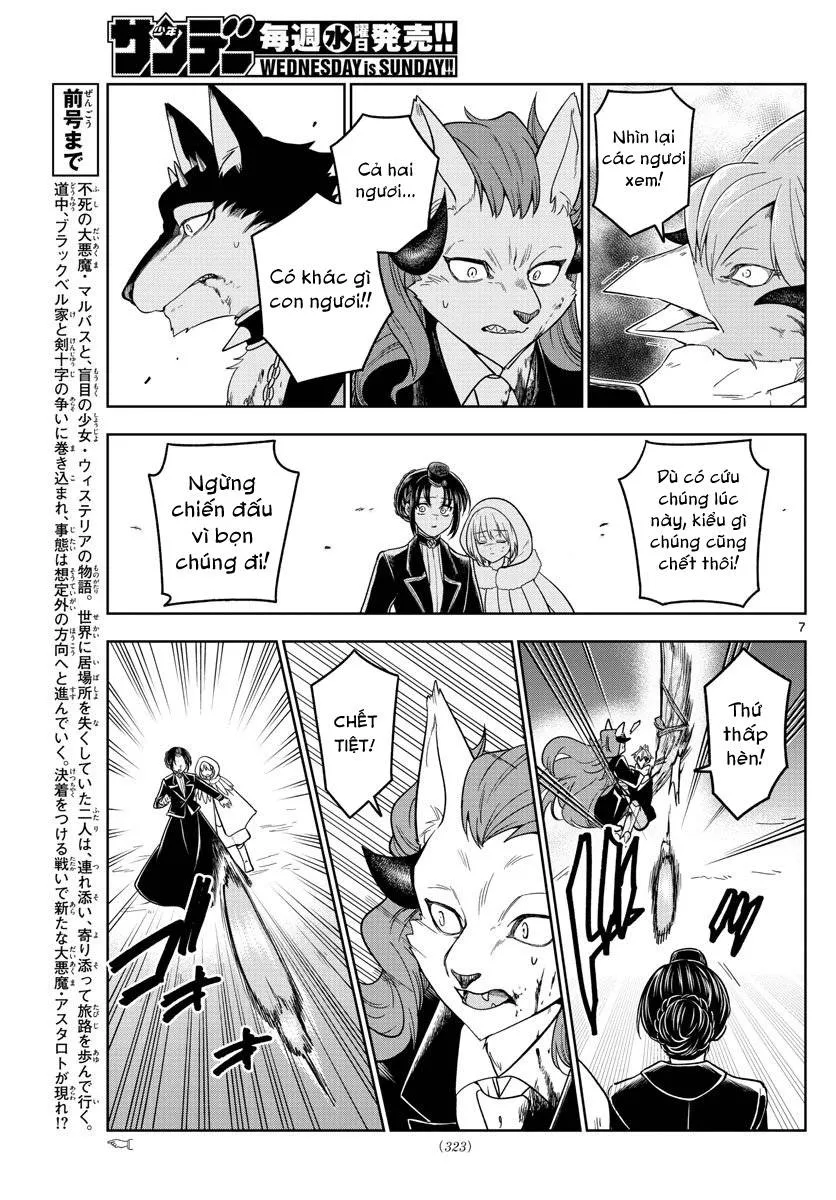 サンデー
少年
毎週水曜日発売!!
WEDNESDAY is SUNDAY!!
前号まで
不死の大悪魔・マルバスと、盲目の少女・ウィステリアの物語。世界に居場所を失くしていた二人は、連れ添い、寄り添って旅路を歩んで行く。
道中、ブラックベル家と剣十字の争いに巻き込まれ、事態は想定外の方向へと進んでいく。決着をつける戦いで新たな大悪魔・アスタロトが現れ!?
Nhìn lại
các ngươi
xem!
Cả hai
ngươi...
Có khác gì
con người!!
Dù có cứu
chúng lúc
này, kiểu gì
chúng cũng
chết thôi!
Ngừng
chiến đấu
vì bọn
chúng đi!
7
Thứ
thấp
hèn!
CHẾT
TIỆT!
(323)